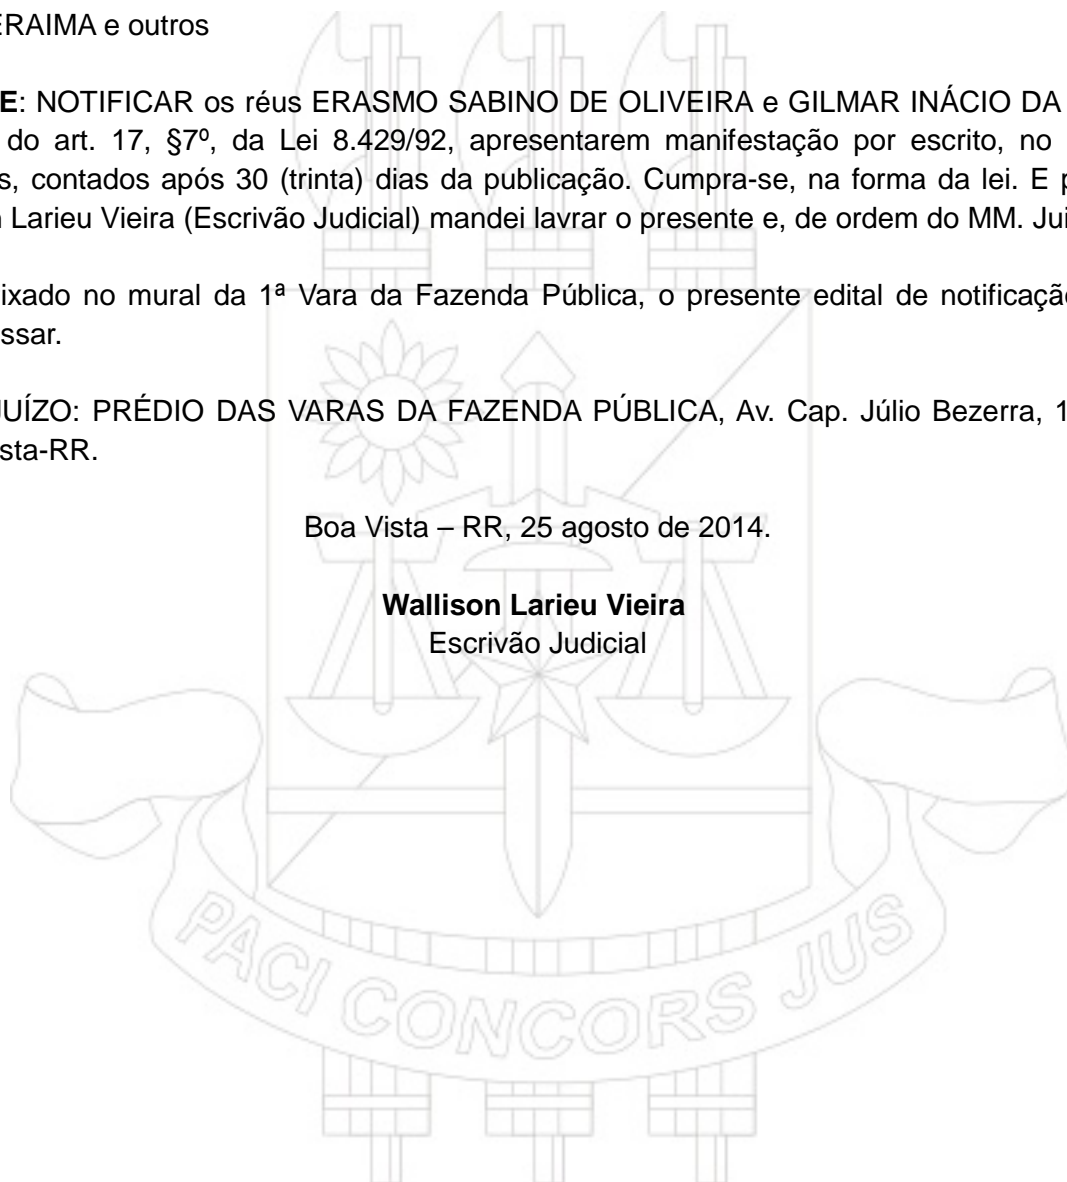 ERAIMA e outros
E: NOTIFICAR os réus ERASMO SABINO DE OLIVEIRA e GILMAR INÁCIO DA
do art. 17, §7º, da Lei 8.429/92, apresentarem manifestação por escrito, no
s, contados após 30 (trinta) dias da publicação. Cumpra-se, na forma da lei. E p
n Larieu Vieira (Escrivão Judicial) mandei lavrar o presente e, de ordem do MM. Jui
ixado no mural da 1ª Vara da Fazenda Pública, o presente edital de notificaçã
ssar.
JUÍZO: PRÉDIO DAS VARAS DA FAZENDA PÚBLICA, Av. Cap. Júlio Bezerra, 1
sta-RR.
Boa Vista – RR, 25 agosto de 2014.
Wallison Larieu Vieira
Escrivão Judicial
PACI CONCORS JUS